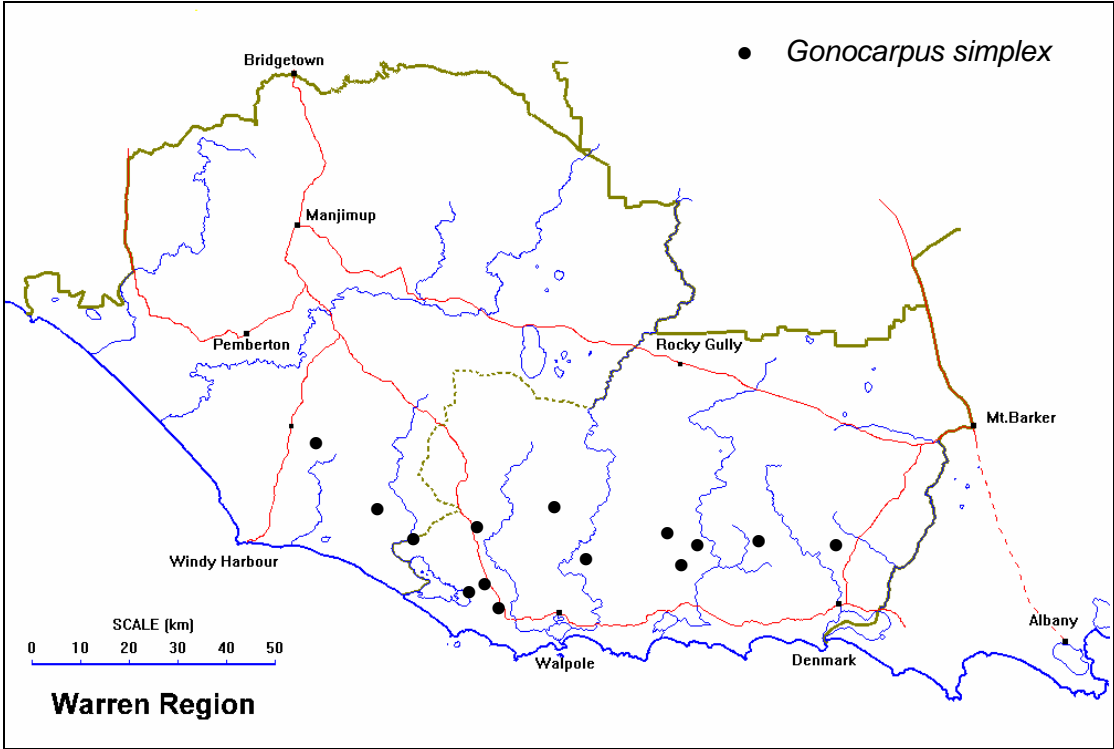 Bridgetown
Gonocarpus simplex
Manjimup
Pemberton
Rocky Gully
Mt.Barker
Windy Harbour
SCALE (km)
Albany
0 10 20 30 40 50
Walpole
Denmark
Warren Region